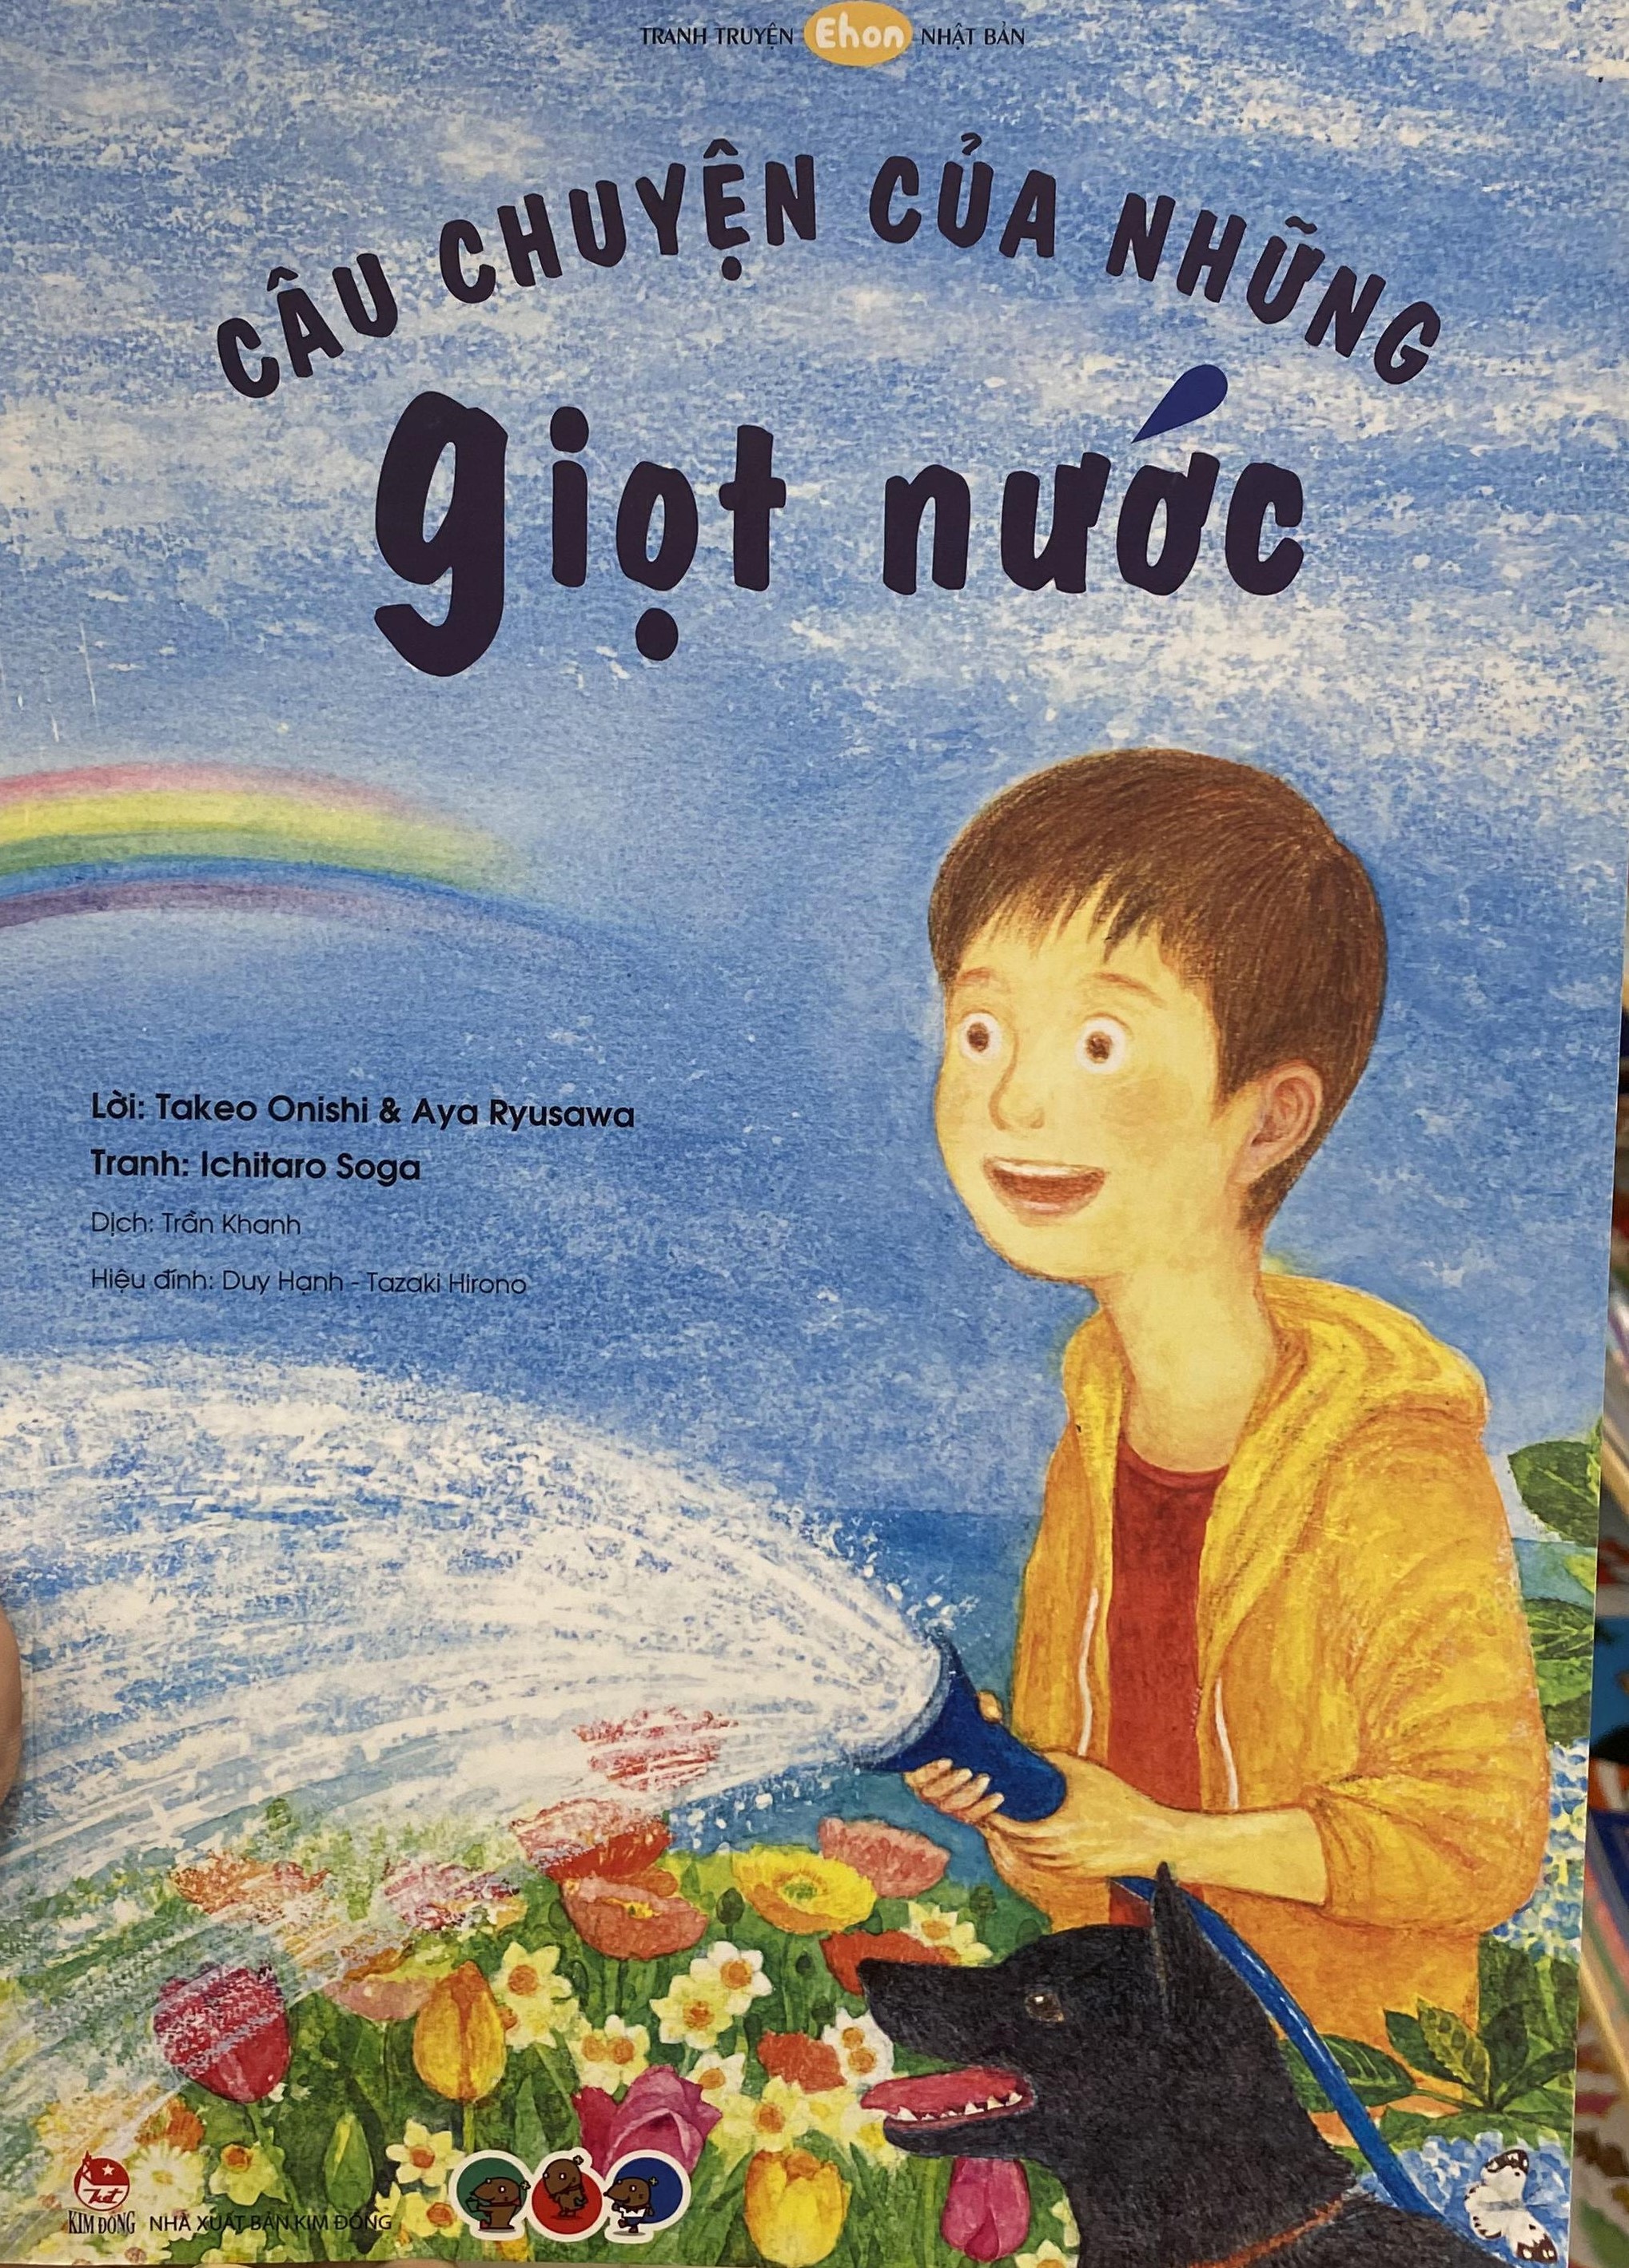 TRANH TRUYỆN Ehon NHẬT BẢN
CÂU CHUYỆN CỦA NHỮNG
giọt nước
Lời: Takeo Onishi & Aya Ryusawa
Tranh: Ichitaro Soga
Dịch: Trần Khanh
Hiệu đính: Duy Hạnh - Tazaki Hirono
KIM ĐỒNG NHÀ XUẤT BẢN KIM ĐỒNG